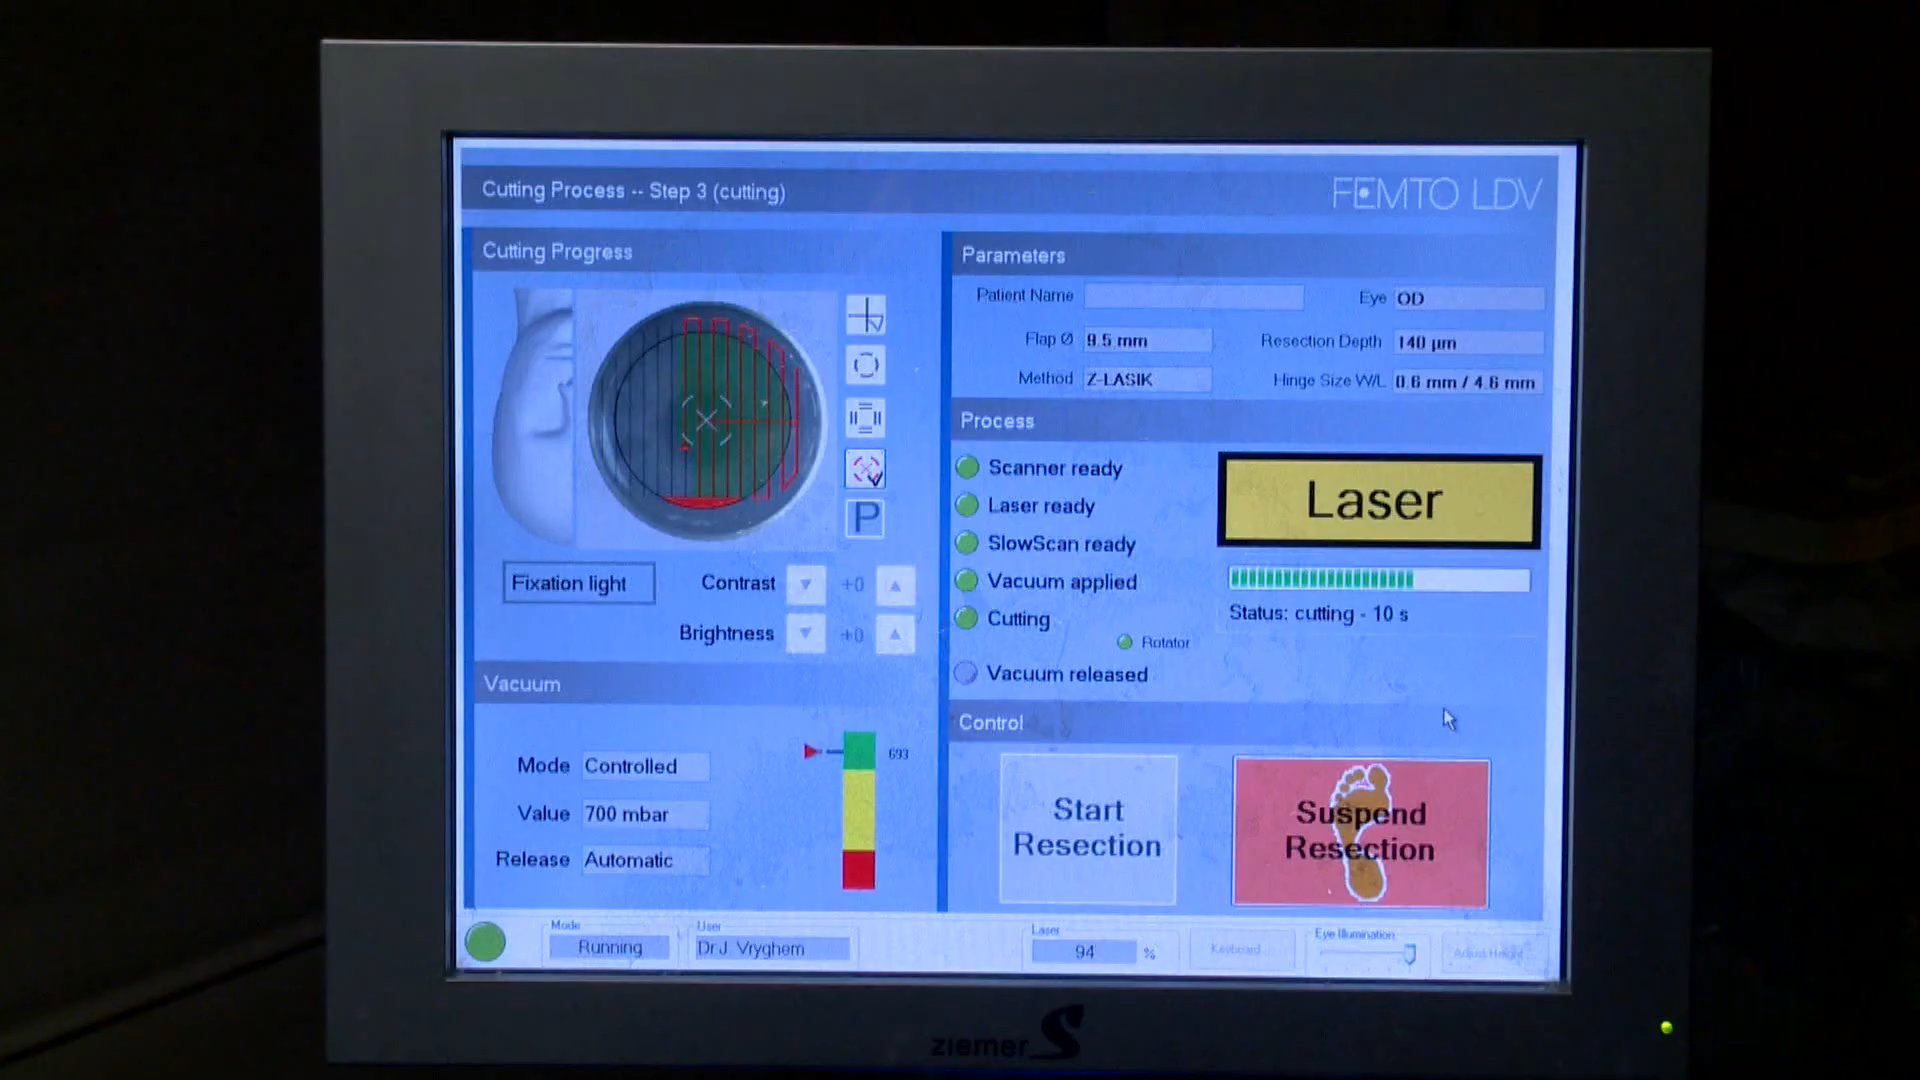 Cutting Process -- Step 3 (cutting)
FEMTO LDV
Cutting Progress
P
Fixation light
Contrast
+0
Brightness
+0
Vacuum
Mode Controlled
693
Value 700 mbar
Release Automatic
Parameters
Patient Name
Eye OD
Flap Ø 9.5 mm
Resection Depth 140 µm
Method Z-LASIK
Hinge Size W/L 0.6 mm / 4.6 mm
Process
Scanner ready
Laser ready
SlowScan ready
Vacuum applied
Cutting
Rotator
Vacuum released
Laser
Status: cutting - 10 s
Control
Start
Resection
Suspend
Resection
Mode
Running
User
Dr J. Vryghem
Laser
94 %
Keyboard...
Eye Illumination
Adjust Height...
ziemer